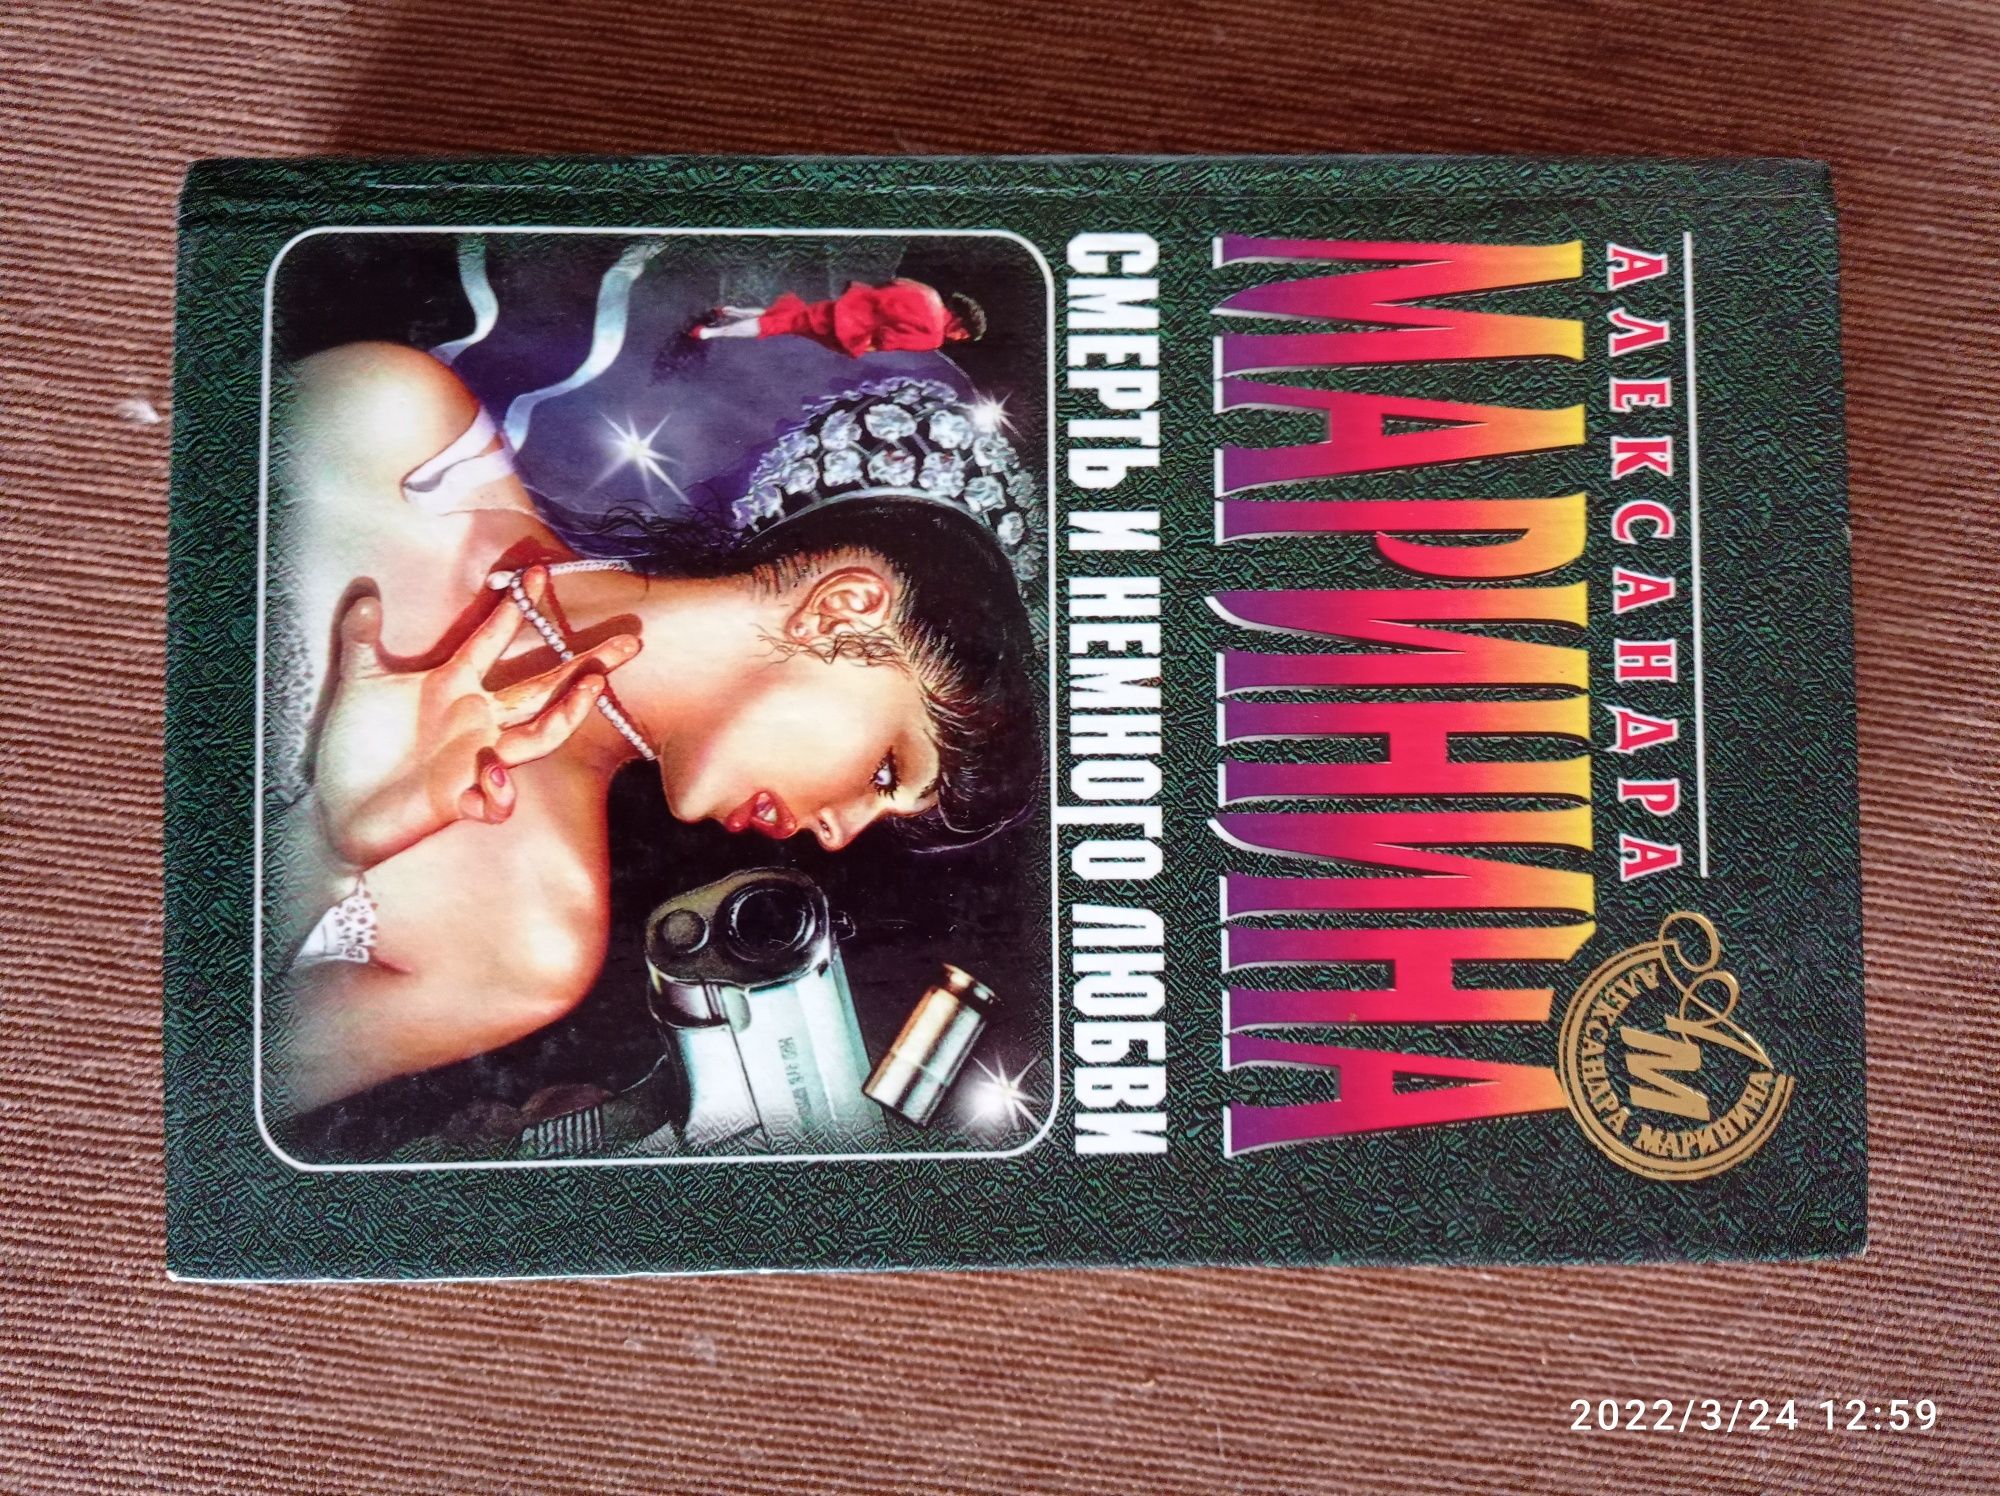 АЛЕКСАНДРА
МАРИНИНА
АЛЕКСАНДРА МАРИНИНА
М
СМЕРТЬ И НЕМНОГО ЛЮБВИ
2022/3/24 12:59